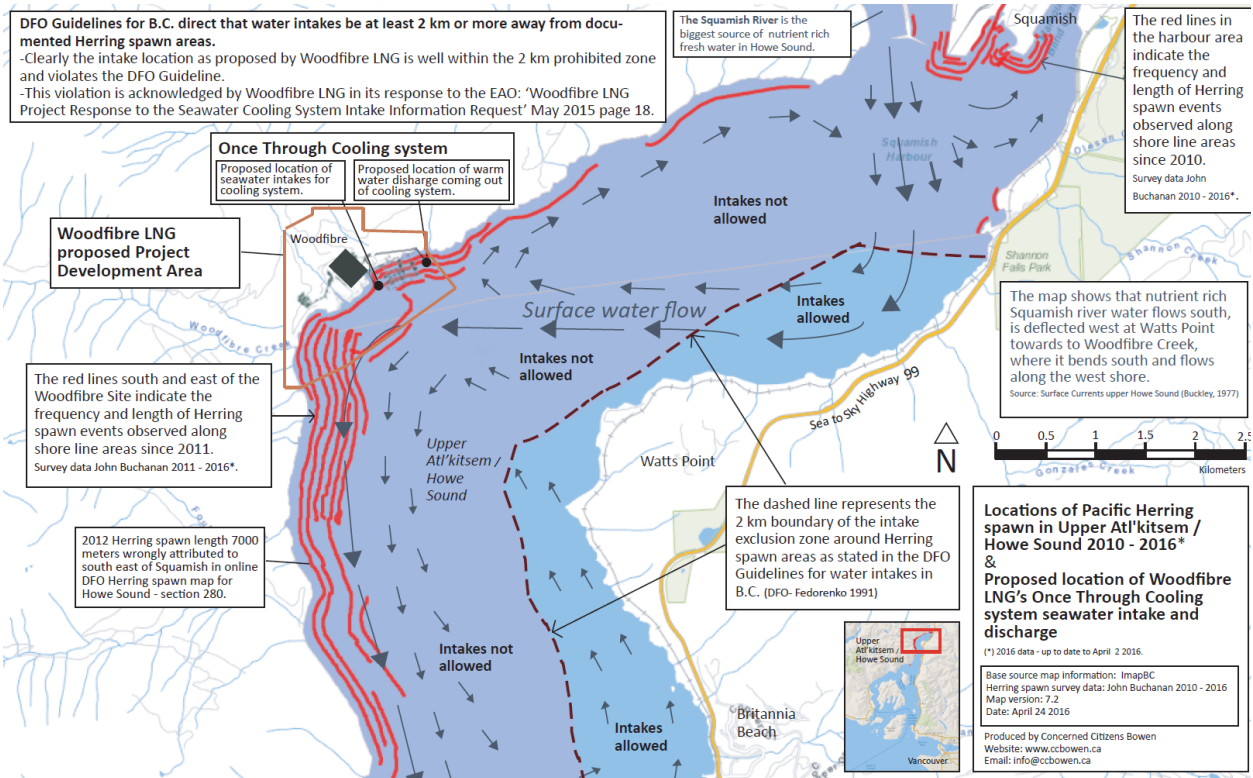 DFO Guidelines for B.C. direct that water intakes be at least 2 km or more away from docu-
mented Herring spawn areas.
-Clearly the intake location as proposed by Woodfibre LNG is well within the 2 km prohibited zone
and violates the DFO Guideline.
-This violation is acknowledged by Woodfibre LNG in its response to the EAO: ‘Woodfibre LNG
Project Response to the Seawater Cooling System Intake Information Request’ May 2015 page 18.
The Squamish River is the
biggest source of nutrient rich
fresh water in Howe Sound.
Squamish
The red lines in
the harbour area
indicate the
frequency and
length of Herring
spawn events
observed along
shore line areas
since 2010.
Survey data John
Buchanan 2010 - 2016*.
Once Through Cooling system
Proposed location of
seawater intakes for
cooling system.
Proposed location of warm
water disharge coming out
of cooling system.
Squamish
Harbour
Intakes not
allowed
Woodfibre LNG
proposed Project
Development Area
Woodfibre
Shannon
Falls Park
Shannon Creek
Surface water flow
Intakes
allowed
The map shows that nutrient rich
Squamish river water flows south,
is deflected west at Watts Point
towards to Woodfibre Creek,
where it bends south and flows
along the west shore.
Source: Surface Currents upper Howe Sound (Buckley, 1977)
Woodfibre Creek
Intakes not
allowed
The red lines south and east of the
Woodfibre Site indicate the
frequency and length of Herring
spawn events observed along
shore line areas since 2011.
Survey data John Buchanan 2011 - 2016*.
Sea to Sky Highway 99
Upper
Atl'kitsem /
Howe
Sound
Watts Point
N
0 0.5 1 1.5 2 2.5
Kilometers
Gonzales Creek
The dashed line represents the
2 km boundary of the intake
exclusion zone around Herring
spawn areas as stated in the DFO
Guidelines for water intakes in
B.C. (DFO- Fedorenko 1991)
2012 Herring spawn length 7000
meters wrongly attributed to
south east of Squamish in online
DFO Herring spawn map for
Howe Sound - section 280.
Locations of Pacific Herring
spawn in Upper Atl'kitsem /
Howe Sound 2010 - 2016*
&
Proposed location of Woodfibre
LNG’s Once Through Cooling
system seawater intake and
discharge
(*) 2016 data - up to date to April 2 2016.
Intakes not
allowed
Upper
Atl'kitsem /
Howe Sound
Vancouver
Base source map information: ImapBC
Herring spawn survey data: John Buchanan 2010 - 2016
Map version: 7.2
Date: April 24 2016
Britannia
Beach
Intakes
allowed
Produced by Concerned Citizens Bowen
Website: www.ccbowen.ca
Email: info@ccbowen.ca